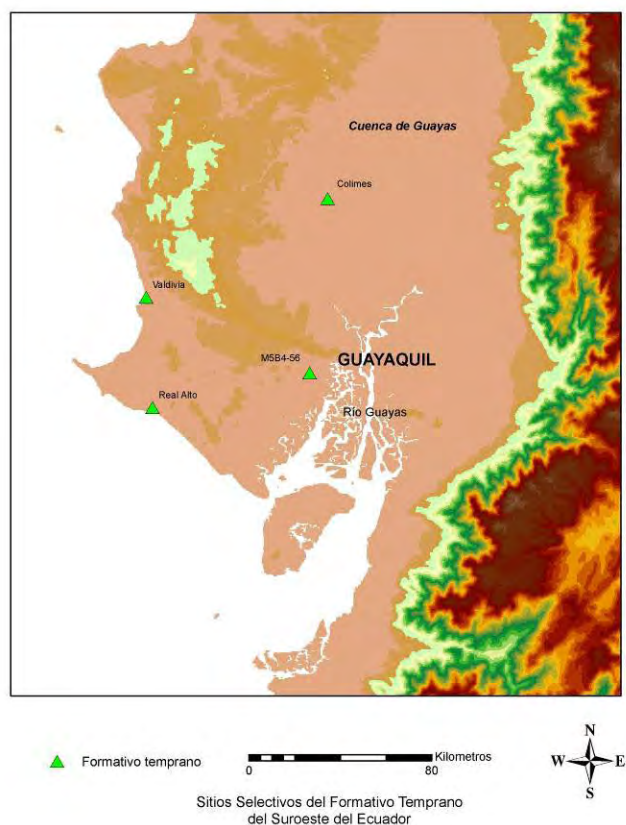 Cuenca de Guayas
Colimes
Valdivia
M5B4-56
GUAYAQUIL
Real Alto
Río Guayas
Formativo temprano
Kilometros
0
80
N
W
E
S
Sitios Selectivos del Formativo Temprano
del Suroeste del Ecuador